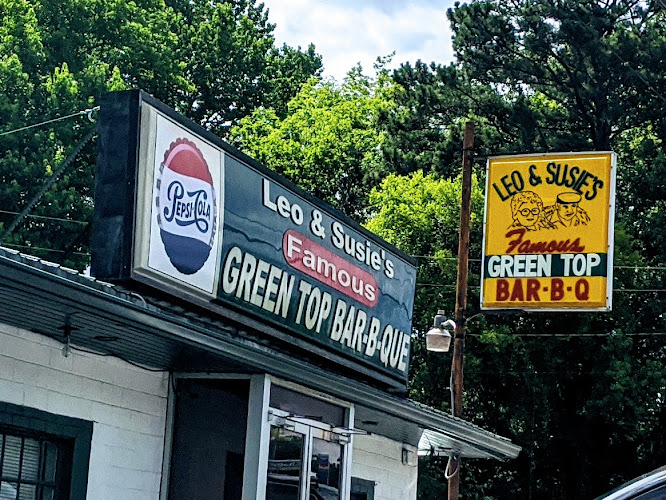 PEPSI-COLA
Leo & Susie's
Famous
GREEN TOP BAR-B-QUE
LEO & SUSIE'S
Famous
GREEN TOP
BAR-B-Q